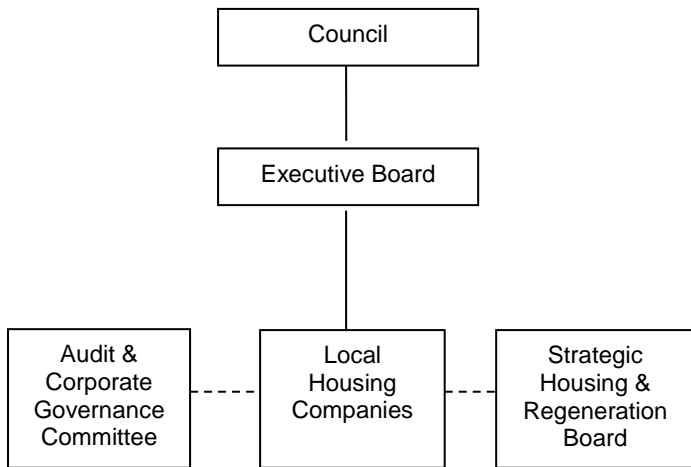 Council
Executive Board
Audit &
Corporate
Governance
Committee
Local
Housing
Companies
Strategic
Housing &
Regeneration
Board